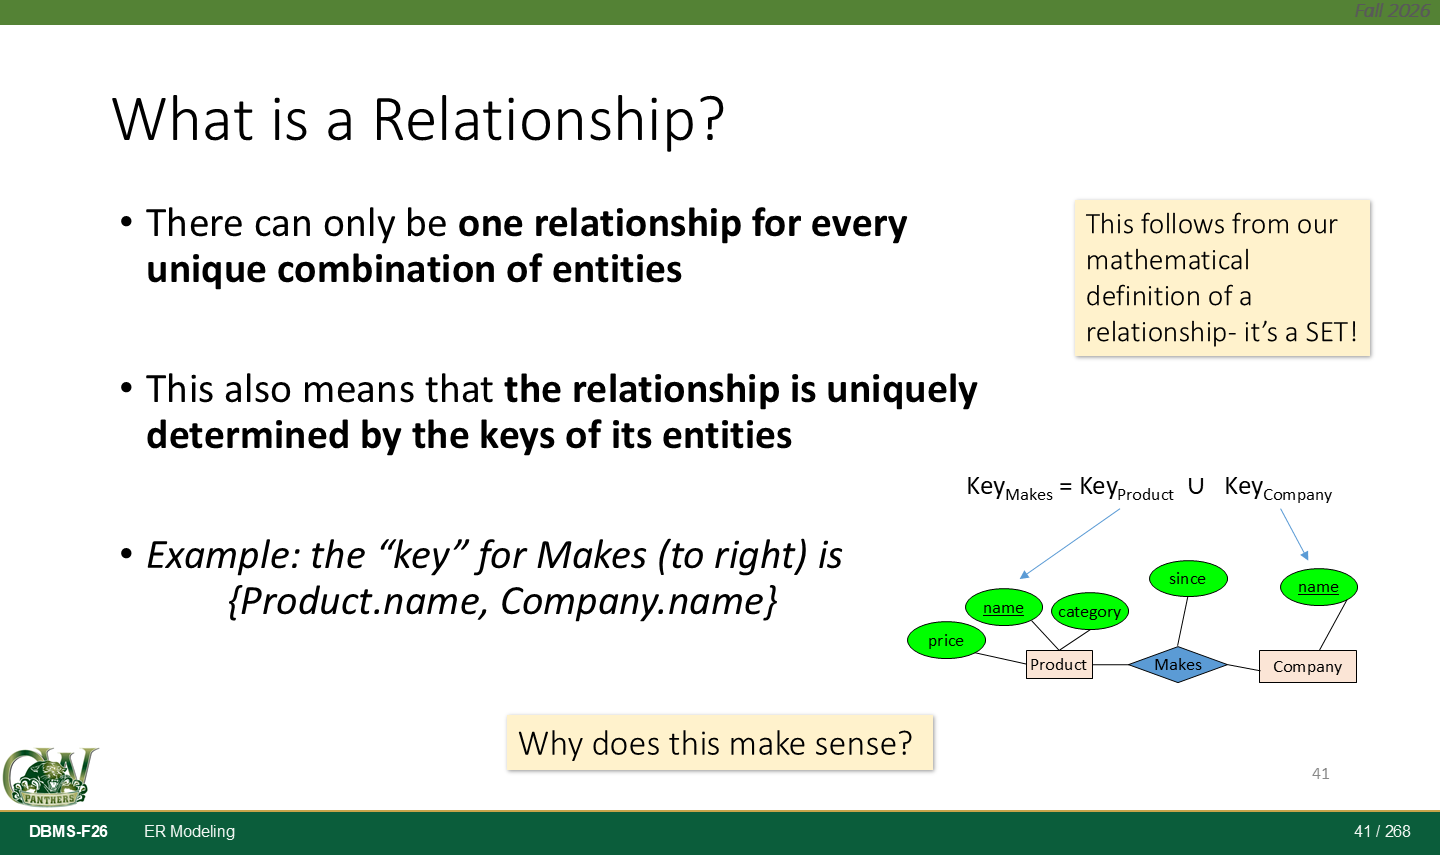 Fall 2026
What is a Relationship?
• There can only be one relationship for every
unique combination of entities
This follows from our
mathematical
definition of a
relationship- it’s a SET!
• This also means that the relationship is uniquely
determined by the keys of its entities
KeyMakes = KeyProduct ∪ KeyCompany
• Example: the “key” for Makes (to right) is
{Product.name, Company.name}
since
name
name
category
price
Product
Makes
Company
Why does this make sense?
41
CW
PANTHERS
DBMS-F26 ER Modeling 41 / 268